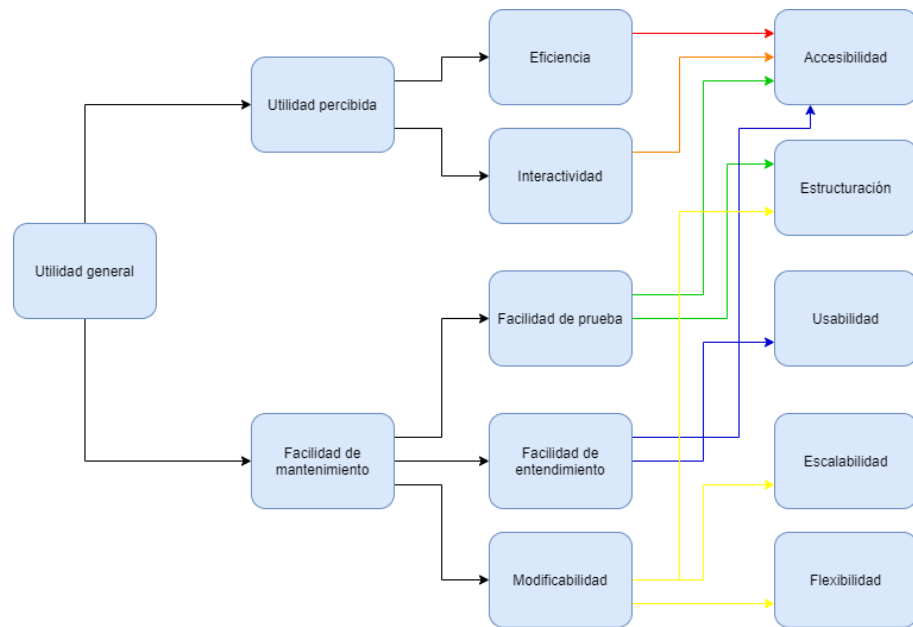 Eficiencia
Accesibilidad
Utilidad percibida
Interactividad
Estructuración
Utilidad general
Facilidad de prueba
Usabilidad
Facilidad de
mantenimiento
Facilidad de
entendimiento
Escalabilidad
Modificabilidad
Flexibilidad